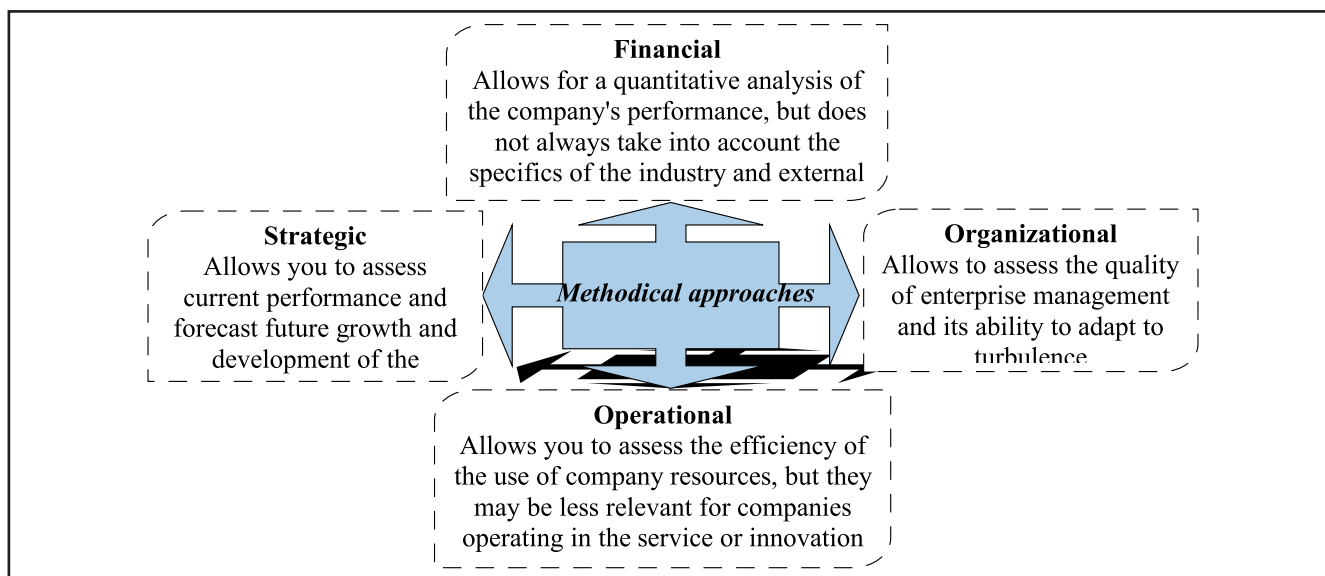 Financial
Allows for a quantitative analysis of
the company's performance, but does
not always take into account the
specifics of the industry and external
Strategic
Allows you to assess
current performance and
forecast future growth and
development of the
Methodical approaches
Organizational
Allows to assess the quality
of enterprise management
and its ability to adapt to
turbulence
Operational
Allows you to assess the efficiency of
the use of company resources, but they
may be less relevant for companies
operating in the service or innovation